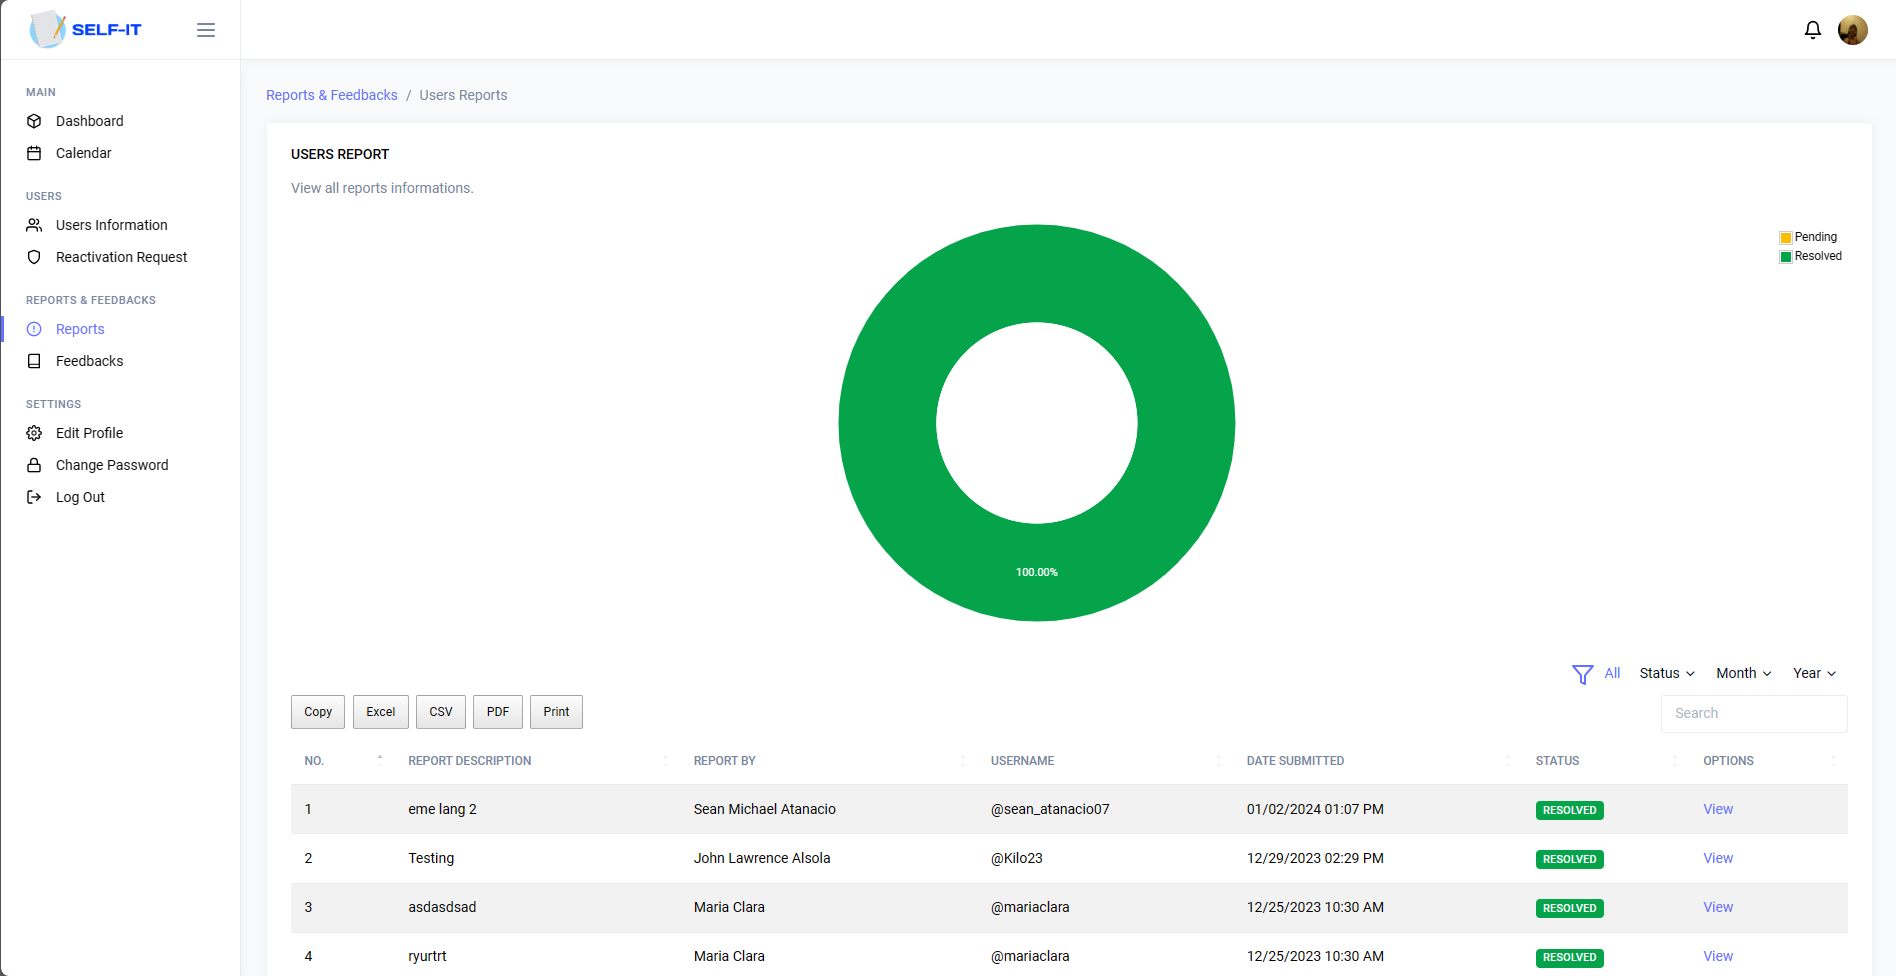 SELF-IT
MAIN
Dashboard
Calendar
USERS
Users Information
Reactivation Request
REPORTS & FEEDBACKS
Reports
Feedbacks
SETTINGS
Edit Profile
Change Password
Log Out
Reports & Feedbacks / Users Reports
USERS REPORT
View all reports informations.
Pending
Resolved
100.00%
All Status Month Year
Copy Excel CSV PDF Print Search
NO. REPORT DESCRIPTION REPORT BY USERNAME DATE SUBMITTED STATUS OPTIONS
1 eme lang 2 Sean Michael Atanacio @sean_atanacio07 01/02/2024 01:07 PM RESOLVED View
2 Testing John Lawrence Alsola @Kilo23 12/29/2023 02:29 PM RESOLVED View
3 asdasdsad Maria Clara @mariaclara 12/25/2023 10:30 AM RESOLVED View
4 ryurtrt Maria Clara @mariaclara 12/25/2023 10:30 AM RESOLVED View